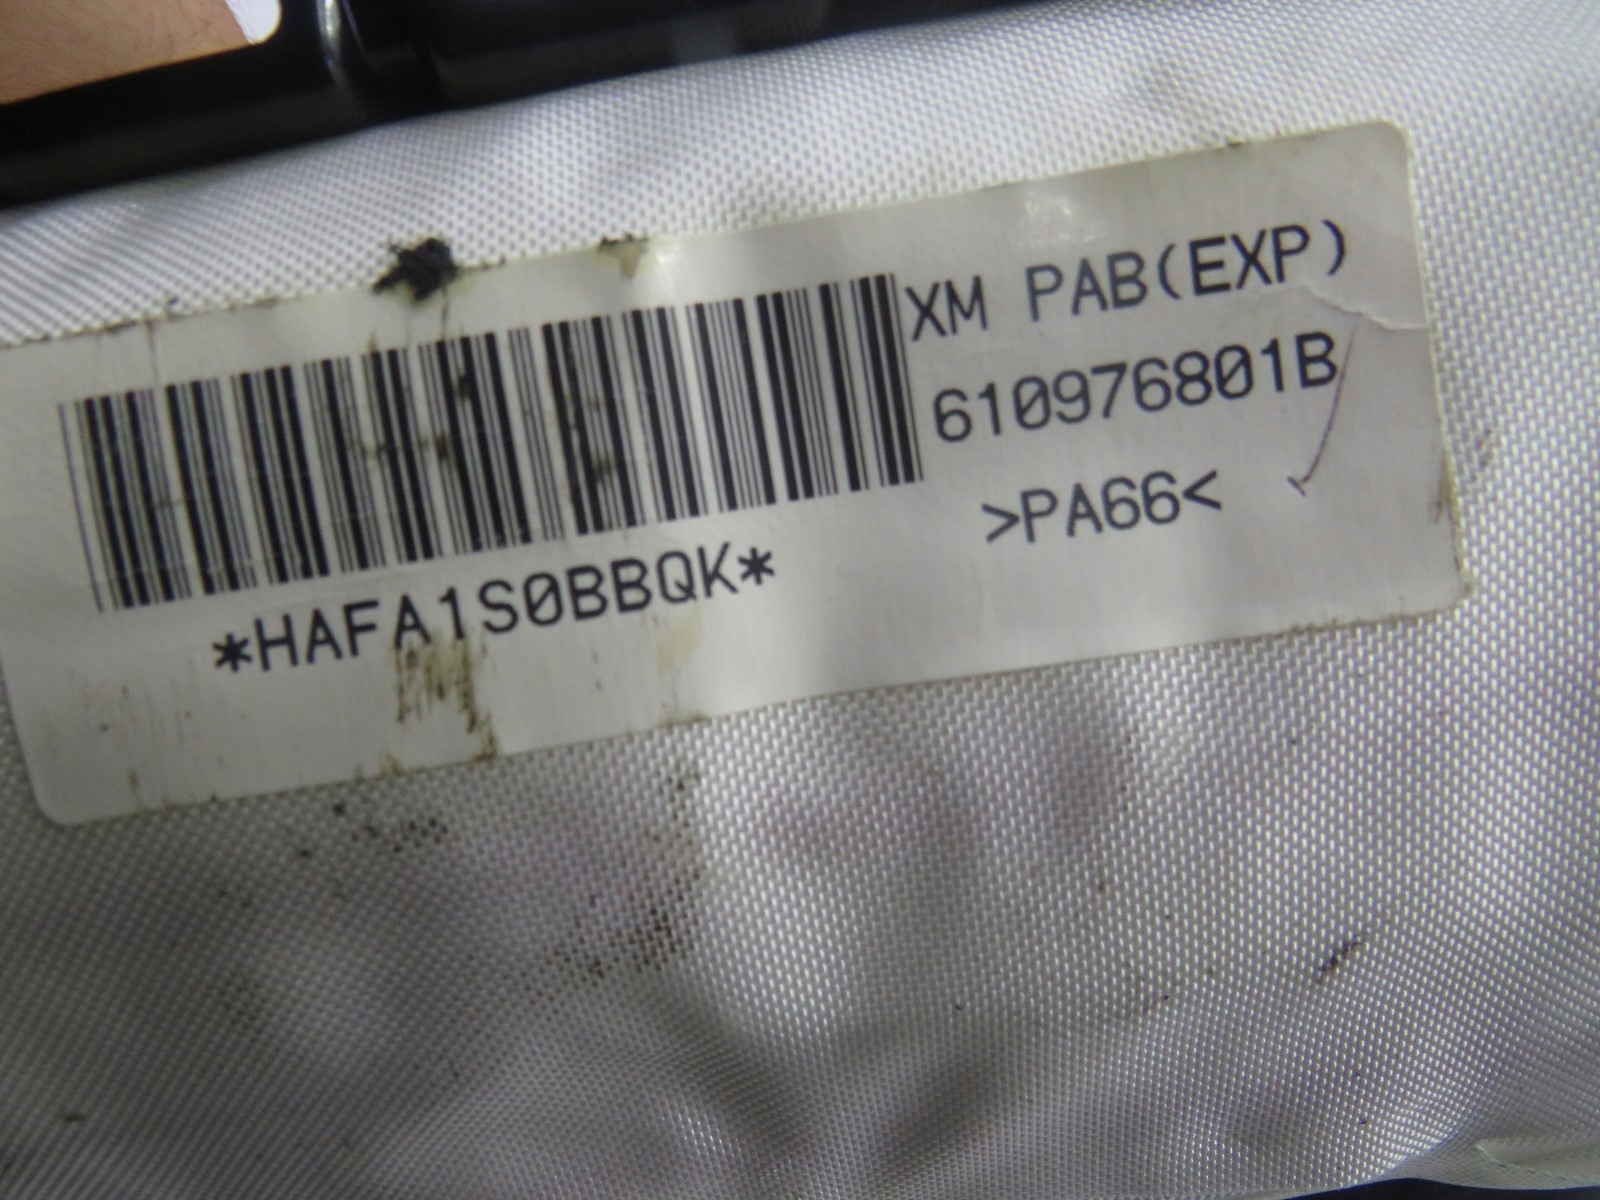 XM PAB(EXP)
610976801B
>PA66<
*HAFA1S0BBQK*